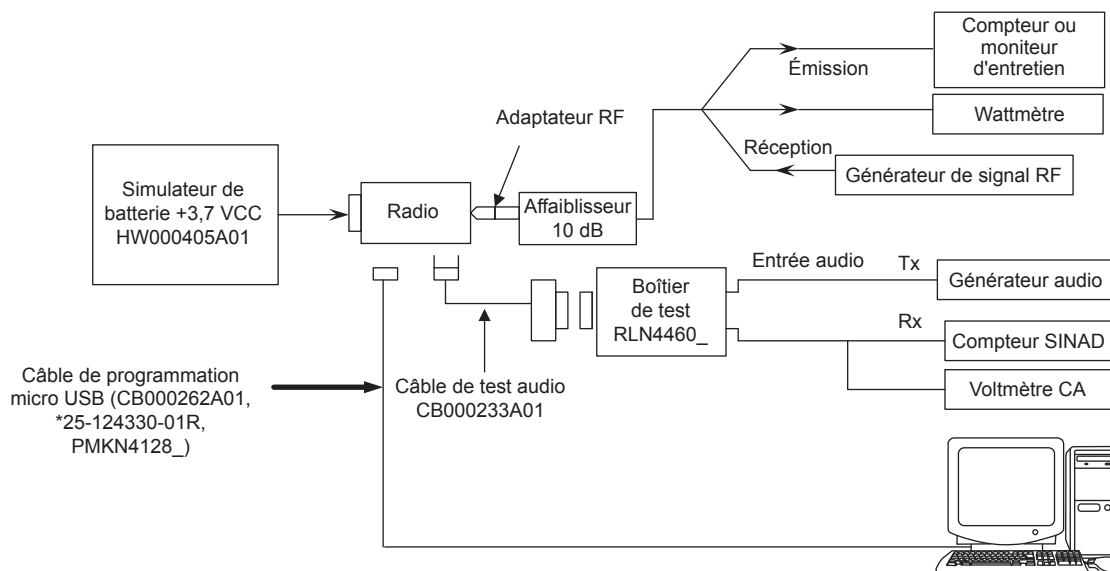 Compteur ou
moniteur
d'entretien
Émission
Wattmètre
Adaptateur RF
Réception
Générateur de signal RF
Simulateur de
batterie +3,7 VCC
HW000405A01
Radio
Affaiblisseur
10 dB
Entrée audio
Tx
Générateur audio
Boîtier
de test
RLN4460_
Rx
Compteur SINAD
Voltmètre CA
Câble de programmation
micro USB (CB000262A01,
*25-124330-01R,
PMKN4128_)
Câble de test audio
CB000233A01